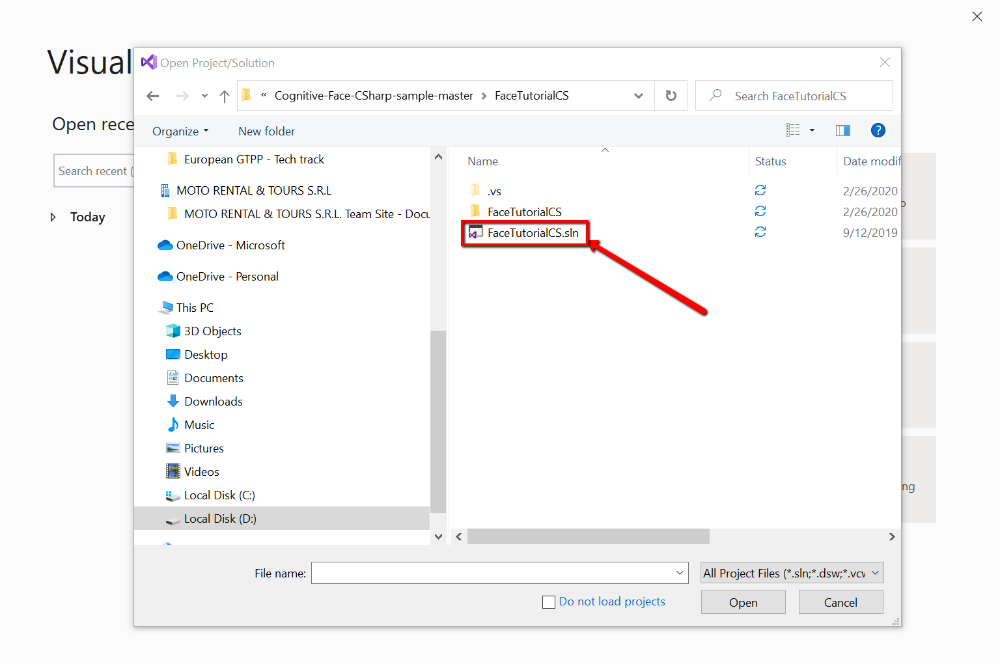 Visual
Open rece
Search recent (
Today
Open Project/Solution
« Cognitive-Face-CSharp-sample-master > FaceTutorialCS
Search FaceTutorialCS
Organize
New folder
?
European GTPP - Tech track
MOTO RENTAL & TOURS S.R.L
MOTO RENTAL & TOURS S.R.L. Team Site - Docu
OneDrive - Microsoft
OneDrive - Personal
This PC
3D Objects
Desktop
Documents
Downloads
Music
Pictures
Videos
Local Disk (C:)
Local Disk (D:)
Name Status Date modif
.vs 2/26/2020
FaceTutorialCS 2/26/2020
FaceTutorialCS.sln 9/12/2019
File name:
All Project Files (*.sln;*.dsw;*.vcw
Do not load projects
Open
Cancel
o
ng